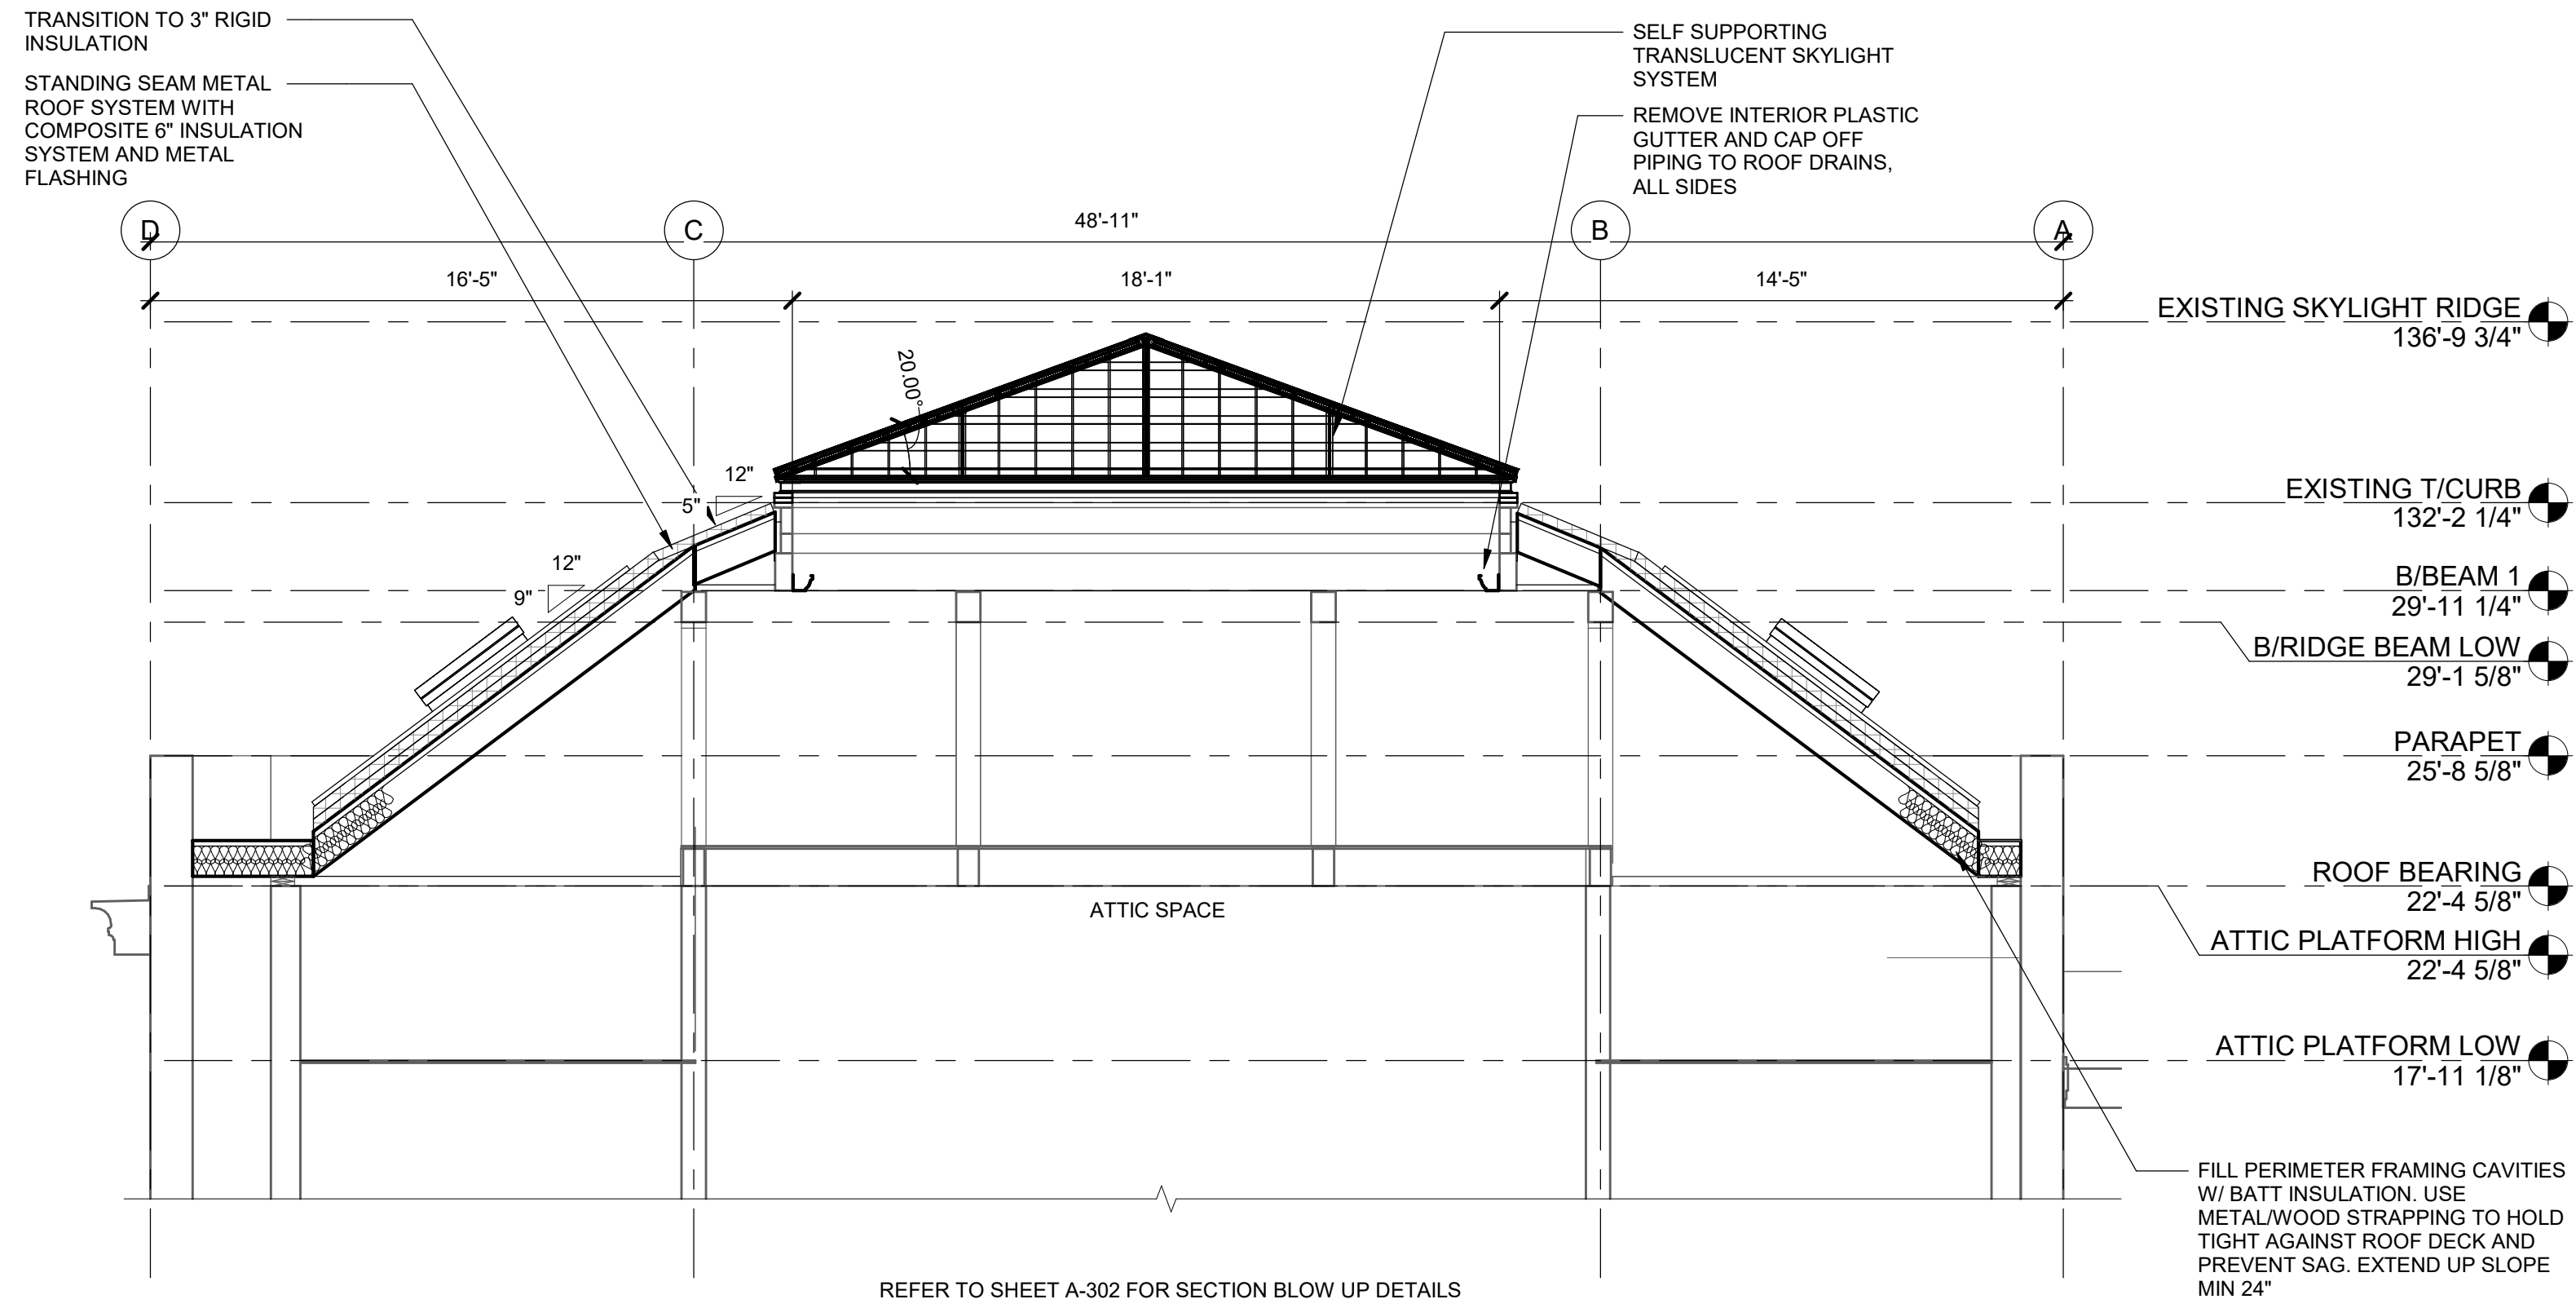 TRANSITION TO 3" RIGID
INSULATION
STANDING SEAM METAL
ROOF SYSTEM WITH
COMPOSITE 6" INSULATION
SYSTEM AND METAL
FLASHING
SELF SUPPORTING
TRANSLUCENT SKYLIGHT
SYSTEM
REMOVE INTERIOR PLASTIC
GUTTER AND CAP OFF
PIPING TO ROOF DRAINS,
ALL SIDES
D
C
B
A
48'-11"
16'-5"
18'-1"
14'-5"
EXISTING SKYLIGHT RIDGE
136'-9 3/4"
20.00°
12"
5"
EXISTING T/CURB
132'-2 1/4"
12"
9"
B/BEAM 1
29'-11 1/4"
B/RIDGE BEAM LOW
29'-1 5/8"
PARAPET
25'-8 5/8"
ROOF BEARING
22'-4 5/8"
ATTIC SPACE
ATTIC PLATFORM HIGH
22'-4 5/8"
ATTIC PLATFORM LOW
17'-11 1/8"
FILL PERIMETER FRAMING CAVITIES
W/ BATT INSULATION. USE
METAL/WOOD STRAPPING TO HOLD
TIGHT AGAINST ROOF DECK AND
PREVENT SAG. EXTEND UP SLOPE
MIN 24"
REFER TO SHEET A-302 FOR SECTION BLOW UP DETAILS